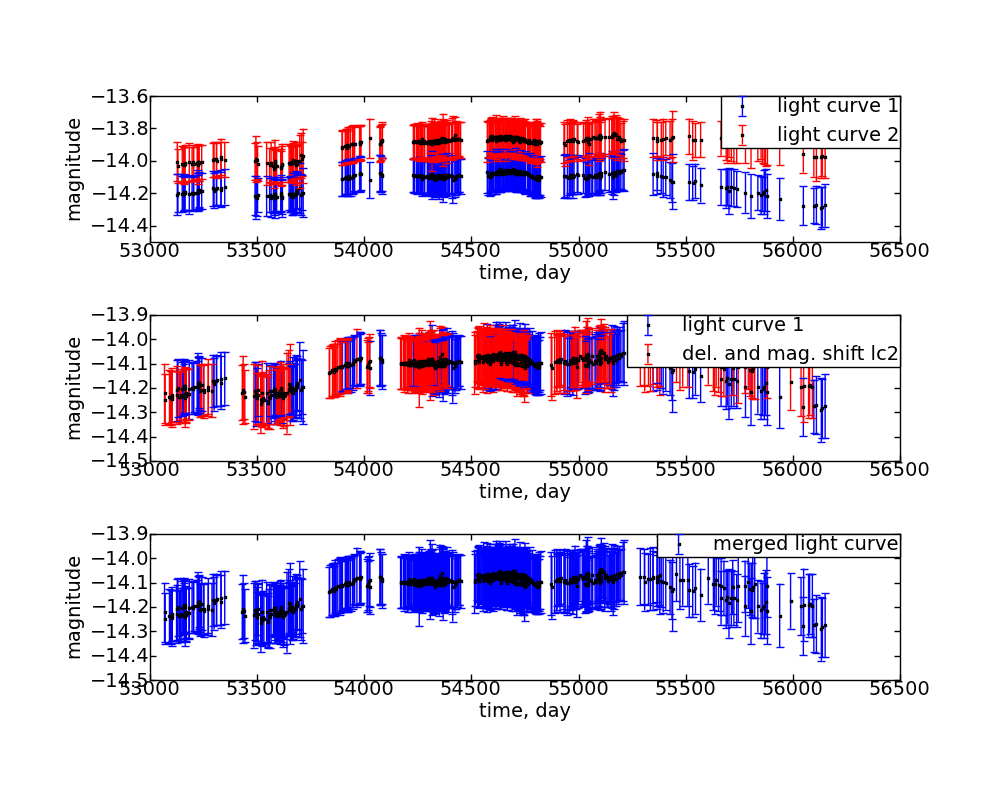 −13.6
−13.8
−14.0
−14.2
−14.4
magnitude
light curve 1
light curve 2
53000 53500 54000 54500 55000 55500 56000 56500
time, day
−13.9
−14.0
−14.1
−14.2
−14.3
−14.4
−14.5
magnitude
light curve 1
del. and mag. shift lc2
53000 53500 54000 54500 55000 55500 56000 56500
time, day
−13.9
−14.0
−14.1
−14.2
−14.3
−14.4
−14.5
magnitude
merged light curve
53000 53500 54000 54500 55000 55500 56000 56500
time, day